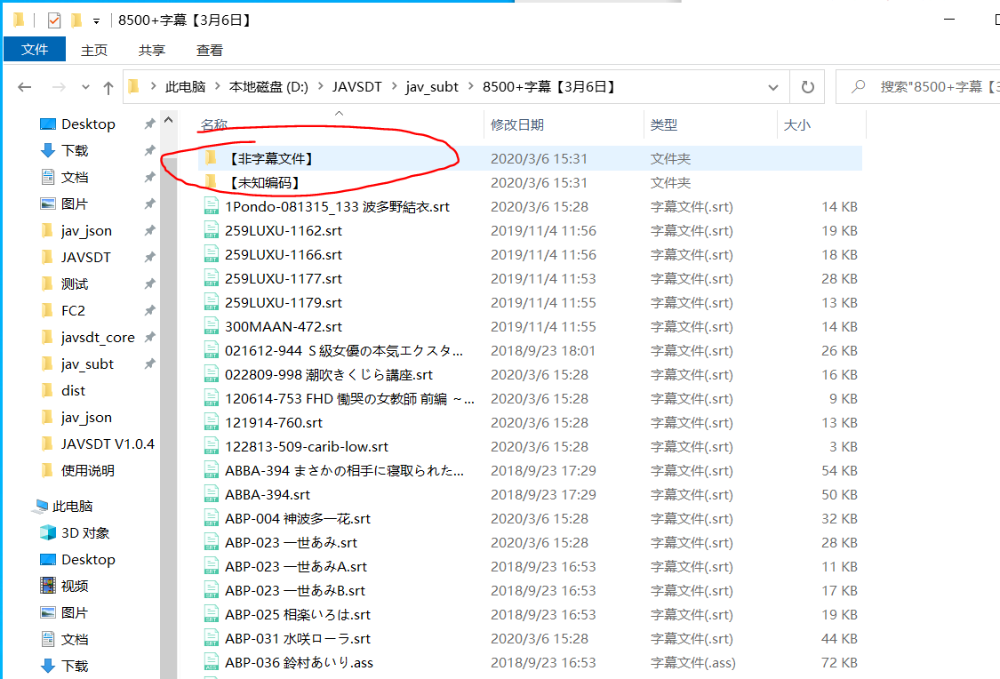 8500+字幕【3月6日】
文件 主页 共享 查看
此电脑 本地磁盘 (D:) JAVSDT jav_subt 8500+字幕【3月6日】 搜索"8500+字幕【3
名称 修改日期 类型 大小
Desktop
下载
文档
图片
jav_json
JAVSDT
测试
FC2
javsdt_core
jav_subt
dist
jav_json
JAVSDT V1.0.4
使用说明
此电脑
3D 对象
Desktop
视频
图片
文档
下载
【非字幕文件】 2020/3/6 15:31 文件夹
【未知编码】 2020/3/6 15:31 文件夹
1Pondo-081315_133 波多野結衣.srt 2020/3/6 15:28 字幕文件(.srt) 14 KB
259LUXU-1162.srt 2019/11/4 11:56 字幕文件(.srt) 19 KB
259LUXU-1166.srt 2019/11/4 11:56 字幕文件(.srt) 18 KB
259LUXU-1177.srt 2019/11/4 11:53 字幕文件(.srt) 28 KB
259LUXU-1179.srt 2019/11/4 11:55 字幕文件(.srt) 13 KB
300MAAN-472.srt 2019/11/4 11:55 字幕文件(.srt) 14 KB
021612-944 Ｓ級女優の本気エクスタ... 2018/9/23 18:01 字幕文件(.srt) 26 KB
022809-998 潮吹きくじら講座.srt 2020/3/6 15:28 字幕文件(.srt) 16 KB
120614-753 FHD 慟哭の女教師 前編 ～... 2020/3/6 15:28 字幕文件(.srt) 9 KB
121914-760.srt 2020/3/6 15:28 字幕文件(.srt) 13 KB
122813-509-carib-low.srt 2020/3/6 15:28 字幕文件(.srt) 3 KB
ABBA-394 まさかの相手に寝取られた... 2018/9/23 17:29 字幕文件(.srt) 54 KB
ABBA-394.srt 2018/9/23 17:29 字幕文件(.srt) 50 KB
ABP-004 神波多一花.srt 2020/3/6 15:28 字幕文件(.srt) 32 KB
ABP-023 一世あみ.srt 2020/3/6 15:28 字幕文件(.srt) 28 KB
ABP-023 一世あみA.srt 2018/9/23 16:53 字幕文件(.srt) 11 KB
ABP-023 一世あみB.srt 2018/9/23 16:53 字幕文件(.srt) 17 KB
ABP-025 相楽いろは.srt 2018/9/23 16:53 字幕文件(.srt) 19 KB
ABP-031 水咲ローラ.srt 2020/3/6 15:28 字幕文件(.srt) 44 KB
ABP-036 鈴村あいり.ass 2018/9/23 16:53 字幕文件(.ass) 72 KB